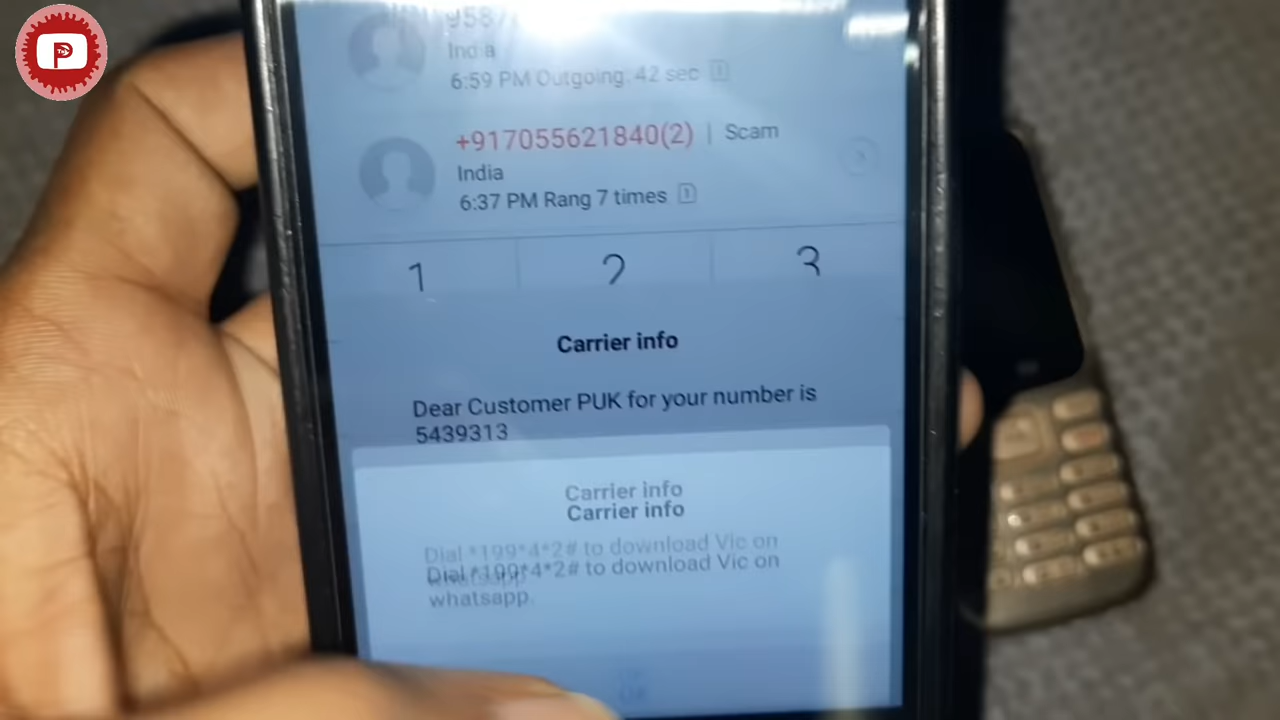 India
6:59 PM Outgoing, 42 sec
+917055621840(2) | Scam
India
6:37 PM Rang 7 times
1 2 3
Carrier info
Dear Customer PUK for your number is
5439313
Carrier info
Carrier info
Dial *199*4*2# to download Vic on
Dial *199*4*2# to download Vic on
whatsapp
whatsapp.